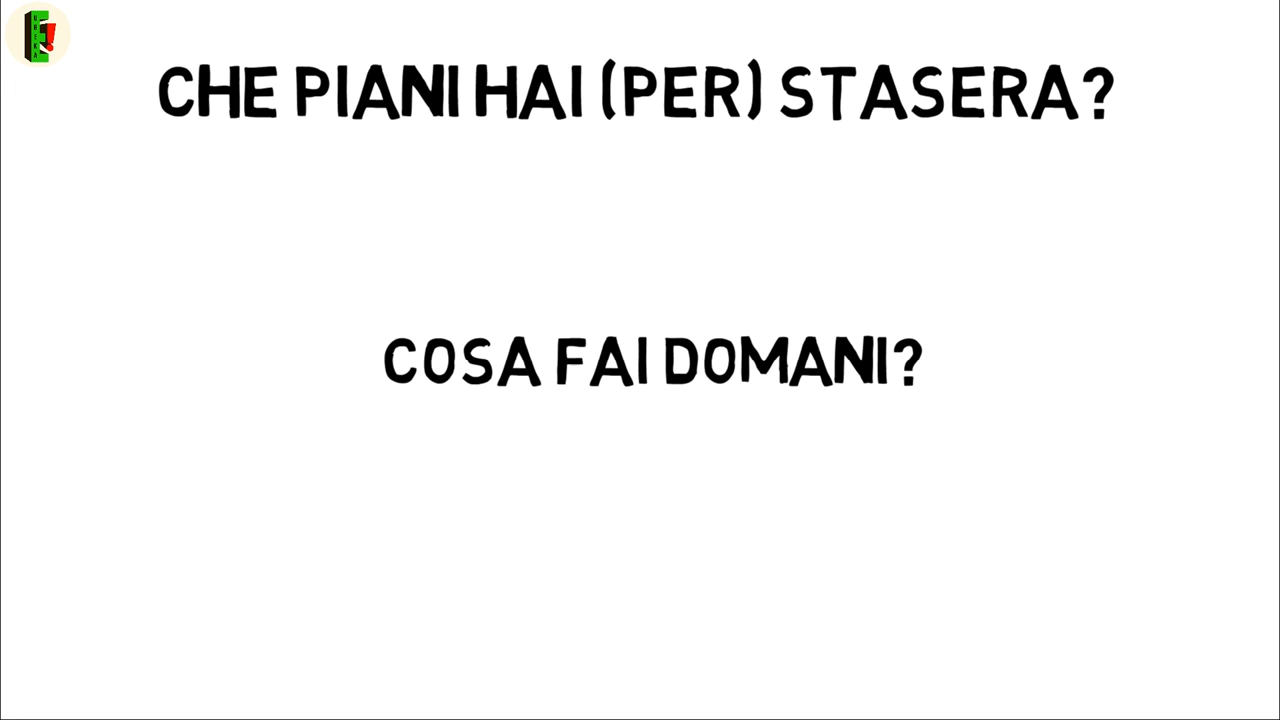 CHE PIANI HAI (PER) STASERA?
COSA FAI DOMANI?